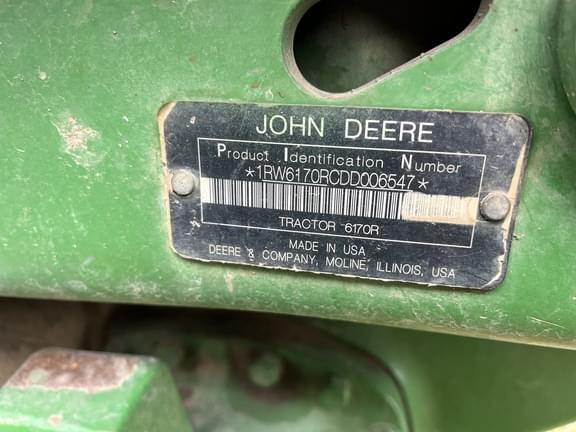 JOHN DEERE
Product Identification Number
*1RW6170RCDD006547*
TRACTOR 6170R
MADE IN USA
DEERE & COMPANY, MOLINE, ILLINOIS, USA